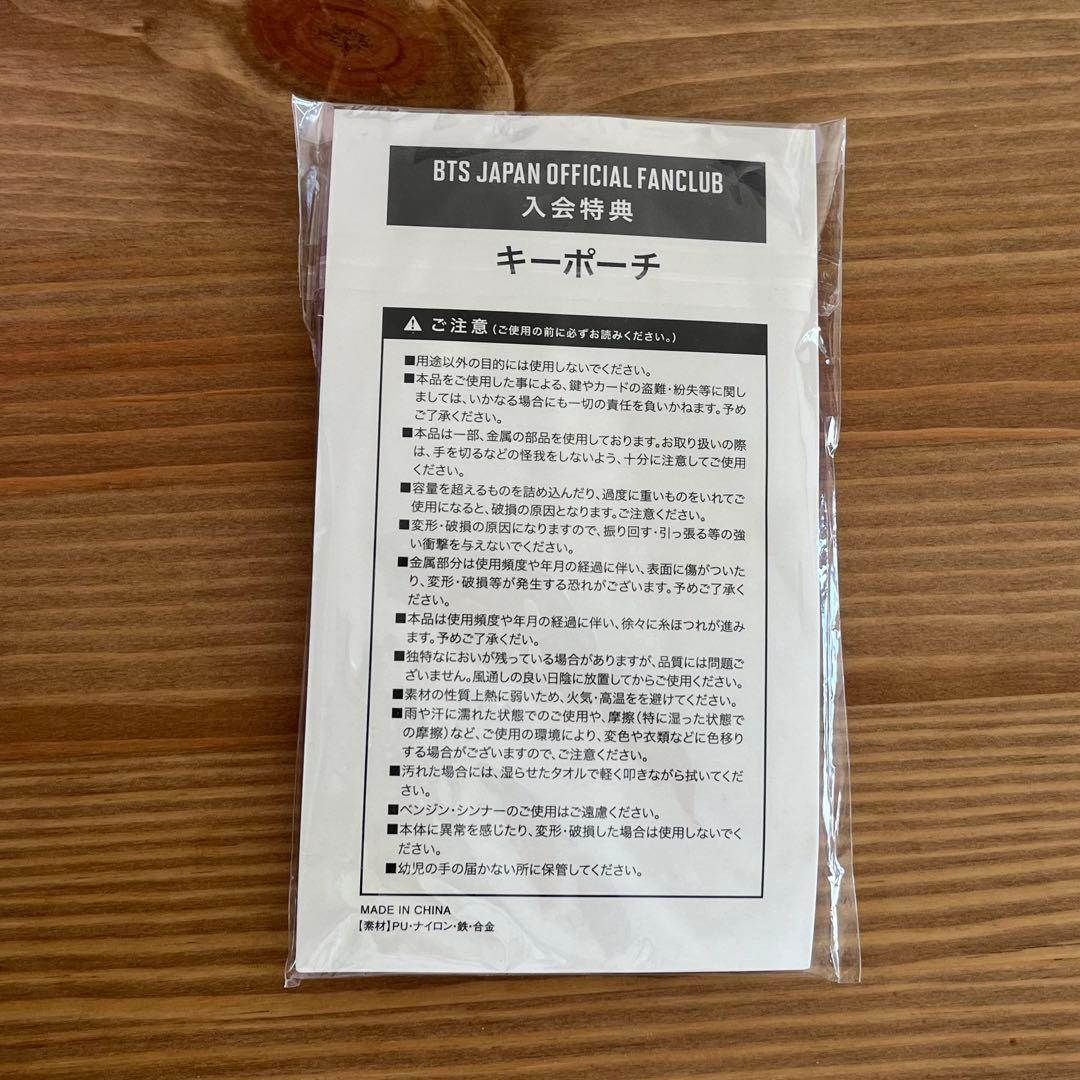 BTS JAPAN OFFICIAL FANCLUB
入会特典
キーポーチ
ご注意(ご使用の前に必ずお読みください。)
■用途以外の目的には使用しないでください。
■本品をご使用した事による、鍵やカードの盗難・紛失等に関し
ましては、いかなる場合にも一切の責任を負いかねます。予め
ご了承ください。
■本品は一部、金属の部品を使用しております。お取り扱いの際
は、手を切るなどの怪我をしないよう、十分に注意してご使用
ください。
■容量を超えるものを詰め込んだり、過度に重いものをいれてご
使用になると、破損の原因となります。ご注意ください。
■変形・破損の原因になりますので、振り回す・引っ張る等の強
い衝撃を与えないでください。
■金属部分は使用頻度や年月の経過に伴い、表面に傷がついた
り、変形・破損等が発生する恐れがございます。予めご了承く
ださい。
■本品は使用頻度や年月の経過に伴い、徐々に糸ほつれが進み
ます。予めご了承くだい。
■独特なにおいが残っている場合がありますが、品質には問題ご
ざいません。風通しの良い日陰に放置してからご使用ください。
■素材の性質上熱に弱いため、火気・高温をを避けてください。
■雨や汗に濡れた状態でのご使用や、摩擦(特に湿った状態で
の摩擦)など、ご使用の環境により、変色や衣類などに色移り
する場合がございますので、ご注意ください。
■汚れた場合には、湿らせたタオルで軽く叩きながら拭いてくだ
さい。
■ベンジン・シンナーのご使用はご遠慮ください。
■本体に異常を感じたり、変形・破損した場合は使用しないでく
ださい。
■幼児の手の届かない所に保管してください。
MADE IN CHINA
【素材】PU・ナイロン・鉄・合金